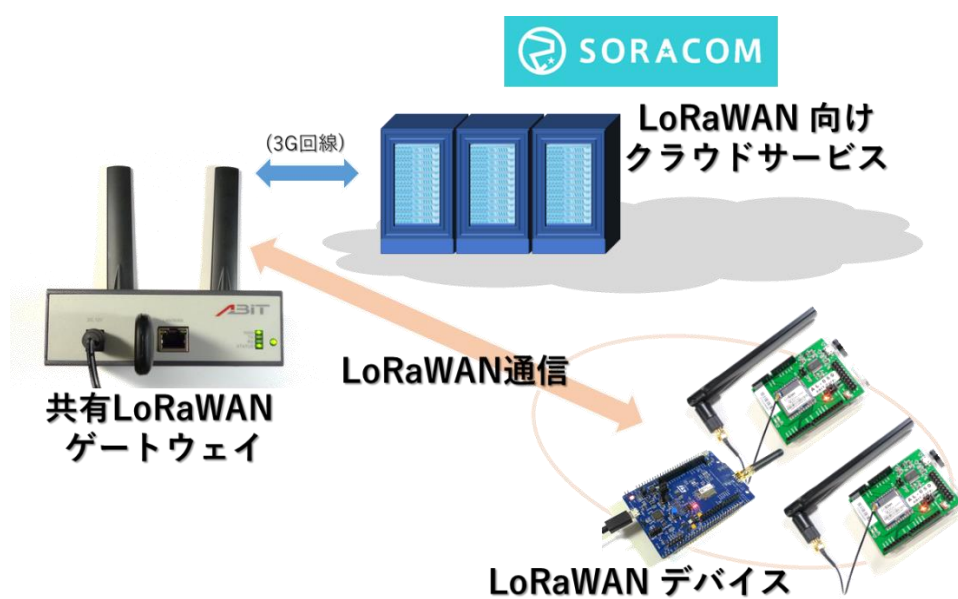 SORACOM
LoRaWAN 向け
クラウドサービス
(3G回線)
ABiT
LoRaWAN通信
共有LoRaWAN
ゲートウェイ
LoRaWAN デバイス